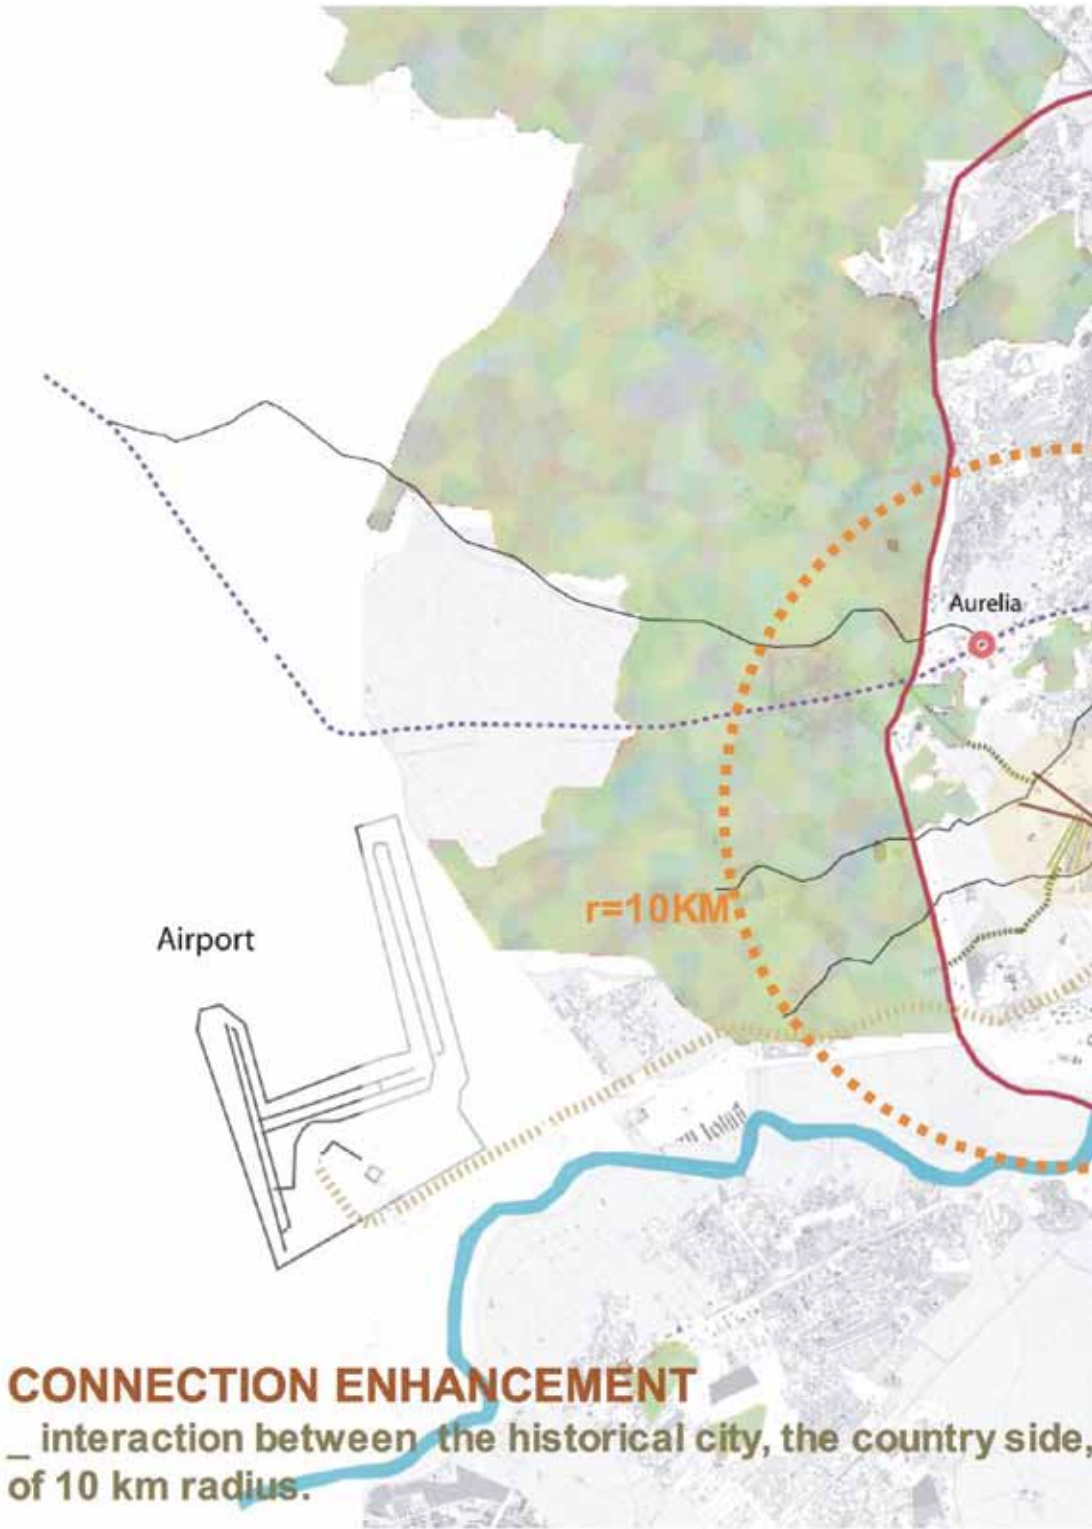 Aurelia
r=10KM
Airport
CONNECTION ENHANCEMENT
_ interaction between the historical city, the country side,
of 10 km radius.